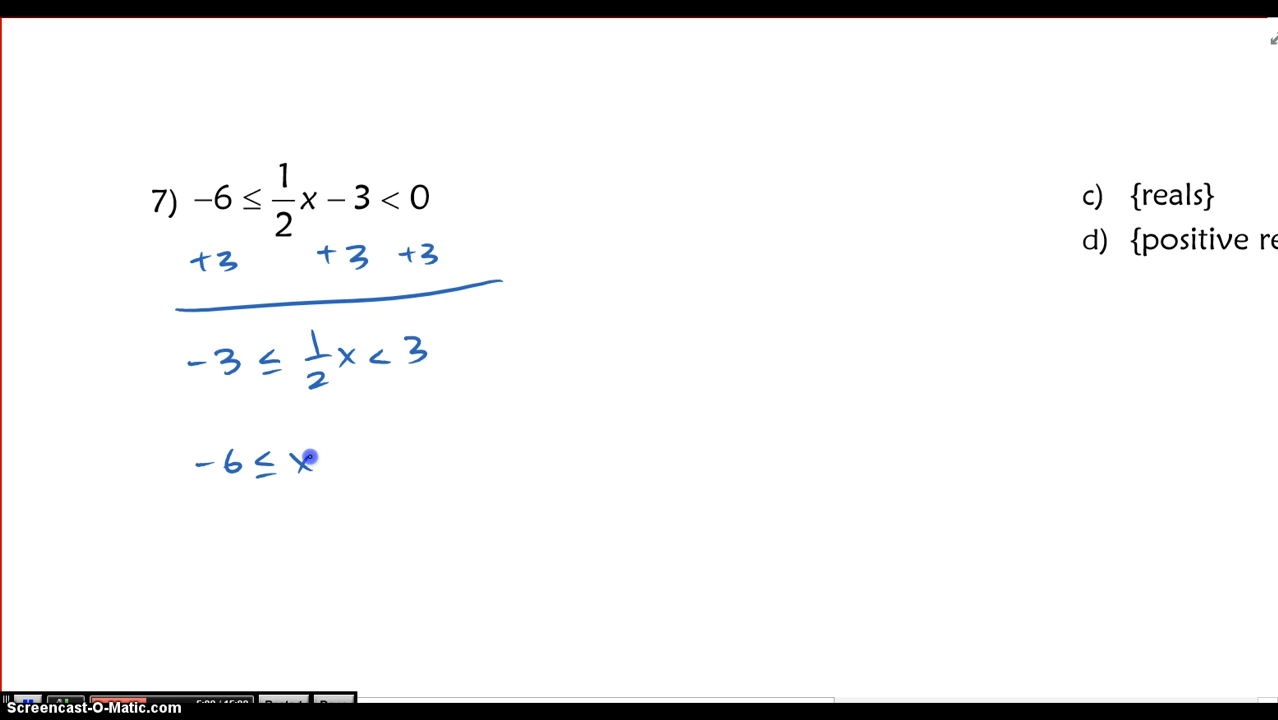 7) −6 ≤ 1/2 x − 3 < 0
+3 +3 +3
-3 ≤ 1/2 x < 3
-6 ≤ x
c) {reals}
d) {positive re
Screencast-O-Matic.com